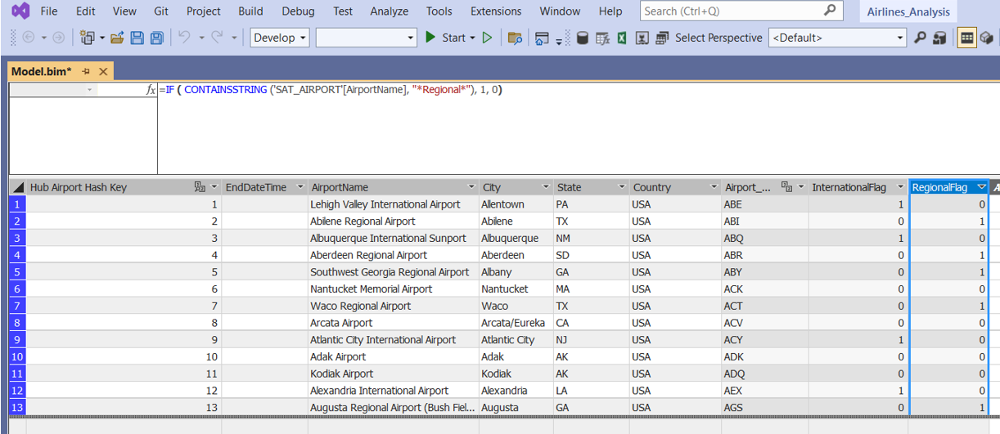 File Edit View Git Project Build Debug Test Analyze Tools Extensions Window Help Search (Ctrl+Q) Airlines_Analysis
Develop Start Select Perspective <Default>
Model.bim*
fx =IF ( CONTAINSSTRING ('SAT_AIRPORT'[AirportName], "*Regional*"), 1, 0)
Hub Airport Hash Key EndDateTime AirportName City State Country Airport_... InternationalFlag RegionalFlag A
1 1 Lehigh Valley International Airport Allentown PA USA ABE 1 0
2 2 Abilene Regional Airport Abilene TX USA ABI 0 1
3 3 Albuquerque International Sunport Albuquerque NM USA ABQ 1 0
4 4 Aberdeen Regional Airport Aberdeen SD USA ABR 0 1
5 5 Southwest Georgia Regional Airport Albany GA USA ABY 0 1
6 6 Nantucket Memorial Airport Nantucket MA USA ACK 0 0
7 7 Waco Regional Airport Waco TX USA ACT 0 1
8 8 Arcata Airport Arcata/Eureka CA USA ACV 0 0
9 9 Atlantic City International Airport Atlantic City NJ USA ACY 1 0
10 10 Adak Airport Adak AK USA ADK 0 0
11 11 Kodiak Airport Kodiak AK USA ADQ 0 0
12 12 Alexandria International Airport Alexandria LA USA AEX 1 0
13 13 Augusta Regional Airport (Bush Fiel... Augusta GA USA AGS 0 1